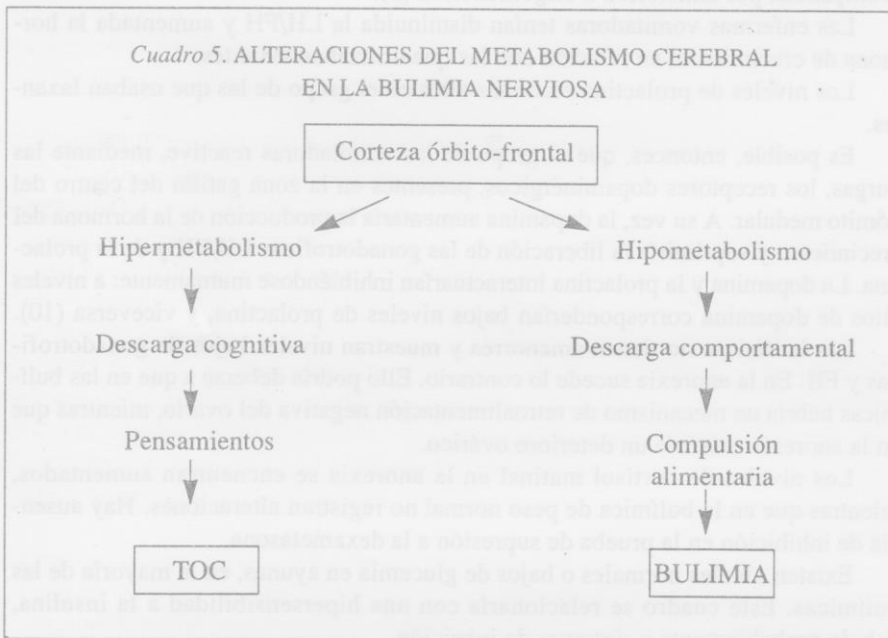 Cuadro 5. ALTERACIONES DEL METABOLISMO CEREBRAL
EN LA BULIMIA NERVIOSA
Corteza órbito-frontal
Hipermetabolismo
Hipometabolismo
Descarga cognitiva
Descarga comportamental
Pensamientos
Compulsión
alimentaria
TOC
BULIMIA